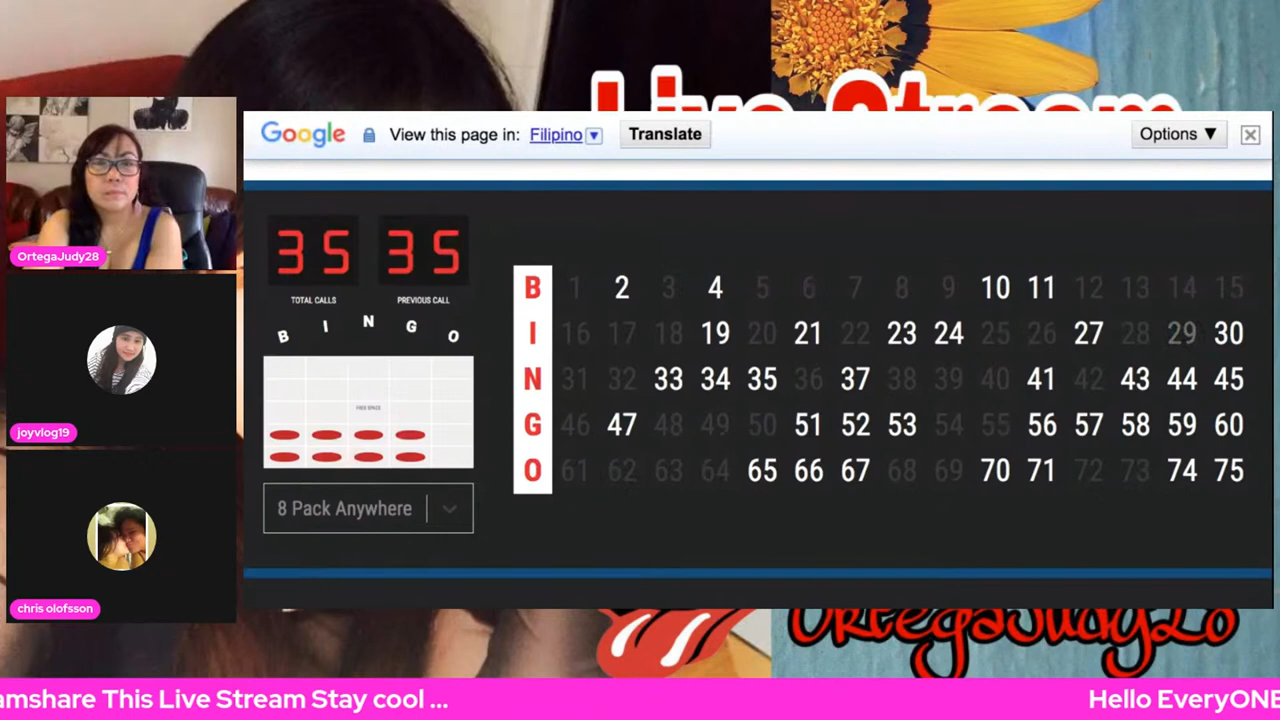 Live Stream
Google View this page in: Filipino ▼ Translate Options ▼
OrtegaJudy28
35 35
TOTAL CALLS PREVIOUS CALL
B I N G O
FREE SPACE
8 Pack Anywhere
B 1 2 3 4 5 6 7 8 9 10 11 12 13 14 15
I 16 17 18 19 20 21 22 23 24 25 26 27 28 29 30
N 31 32 33 34 35 36 37 38 39 40 41 42 43 44 45
G 46 47 48 49 50 51 52 53 54 55 56 57 58 59 60
O 61 62 63 64 65 66 67 68 69 70 71 72 73 74 75
joyvlog19
chris olofsson
OrtegaJudy28
amshare This Live Stream Stay cool ... Hello EveryONE